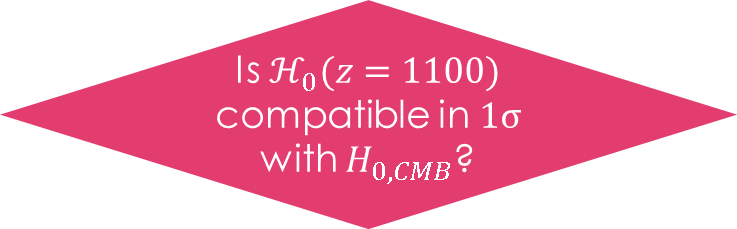 Is ℋ₀(𝑧 = 1100)
compatible in 1σ
with 𝐻₀,𝐶𝑀𝐵?